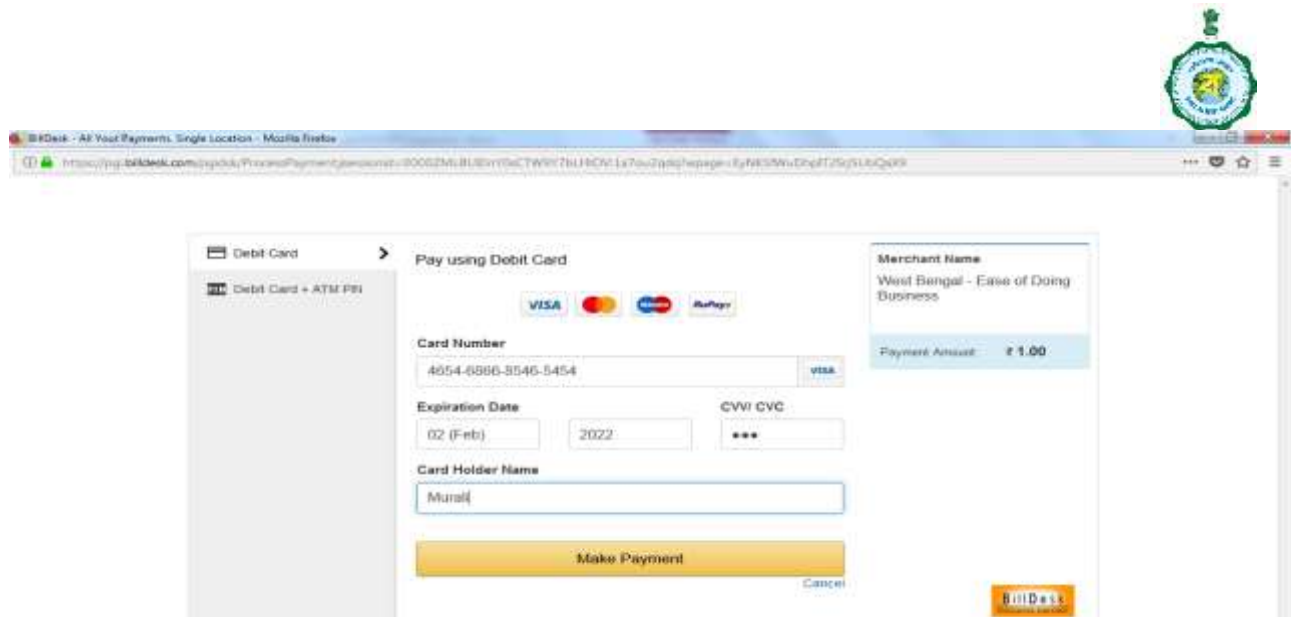 BillDesk - All Your Payments. Single Location - Mozilla Firefox
Debit Card
Debit Card + ATM PIN
Pay using Debit Card
VISA RuPay
Card Number
4654-6866-8546-5454 VISA
Expiration Date CVV/ CVC
02 (Feb) 2022 •••
Card Holder Name
Murali
Make Payment
Cancel
Merchant Name
West Bengal - Ease of Doing
Business
Payment Amount: ₹ 1.00
BillDesk